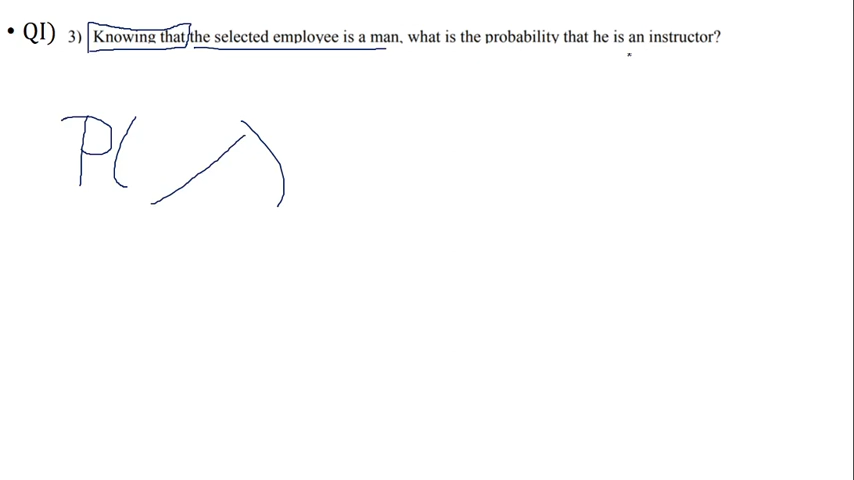 • QI) 3) Knowing that the selected employee is a man, what is the probability that he is an instructor?
P( / )